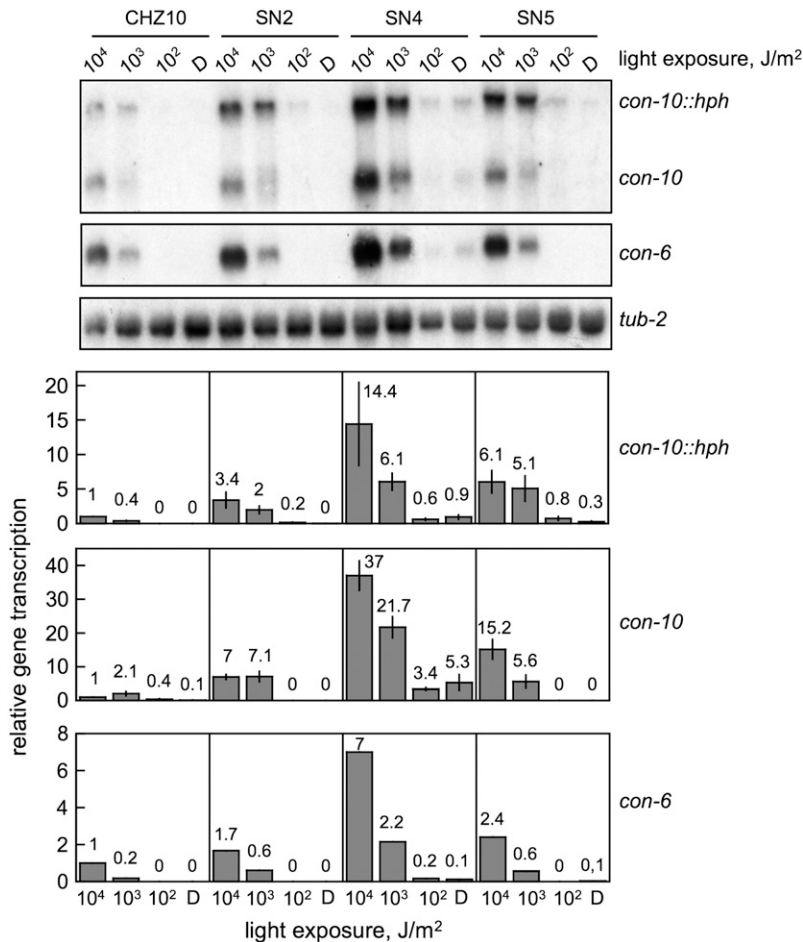 CHZ10 SN2 SN4 SN5
10⁴ 10³ 10² D 10⁴ 10³ 10² D 10⁴ 10³ 10² D 10⁴ 10³ 10² D light exposure, J/m²
con-10::hph
con-10
con-6
tub-2
relative gene transcription
20
15
10
5
0
1 0.4 0 0 3.4 2 0.2 0 14.4 6.1 0.6 0.9 6.1 5.1 0.8 0.3
con-10::hph
40
30
20
10
0
1 2.1 0.4 0.1 7 7.1 0 0 37 21.7 3.4 5.3 15.2 5.6 0 0
con-10
8
6
4
2
0
1 0.2 0 0 1.7 0.6 0 0 7 2.2 0.2 0.1 2.4 0.6 0 0,1
con-6
10⁴ 10³ 10² D 10⁴ 10³ 10² D 10⁴ 10³ 10² D 10⁴ 10³ 10² D
light exposure, J/m²